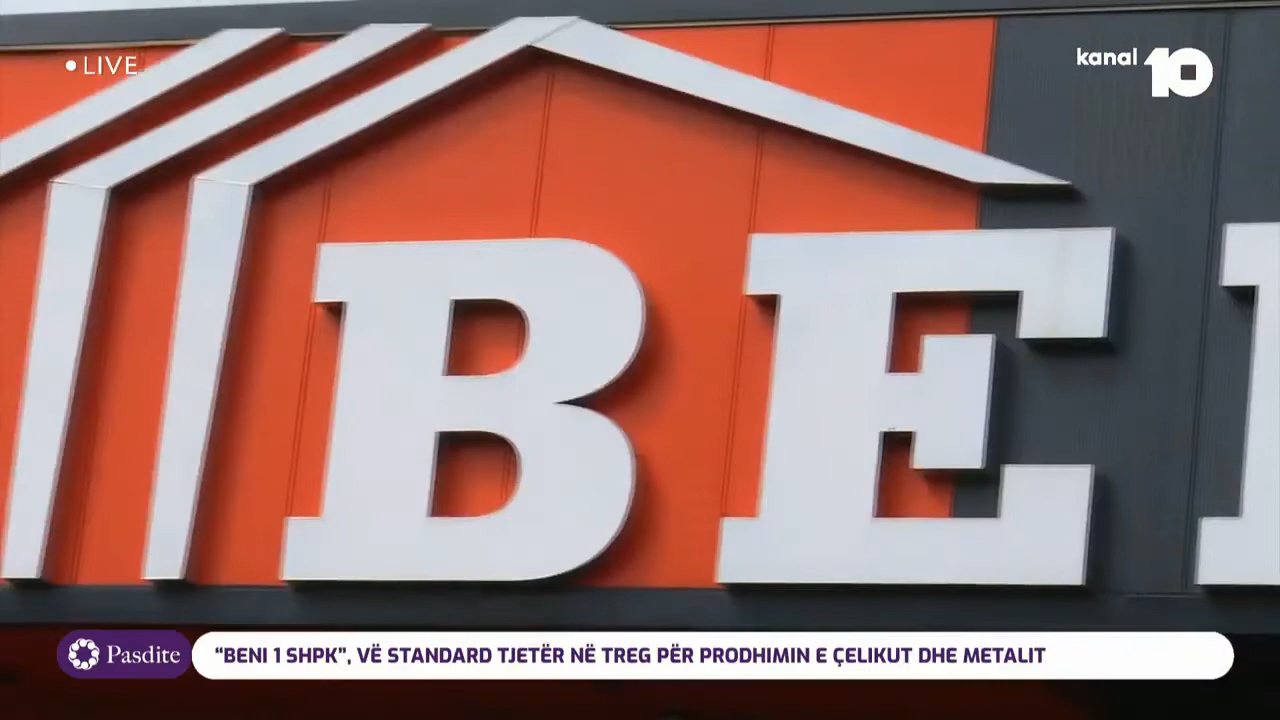 LIVE
kanal 10
BE
Pasdite
“BENI 1 SHPK”, VË STANDARD TJETËR NË TREG PËR PRODHIMIN E ÇELIKUT DHE METALIT